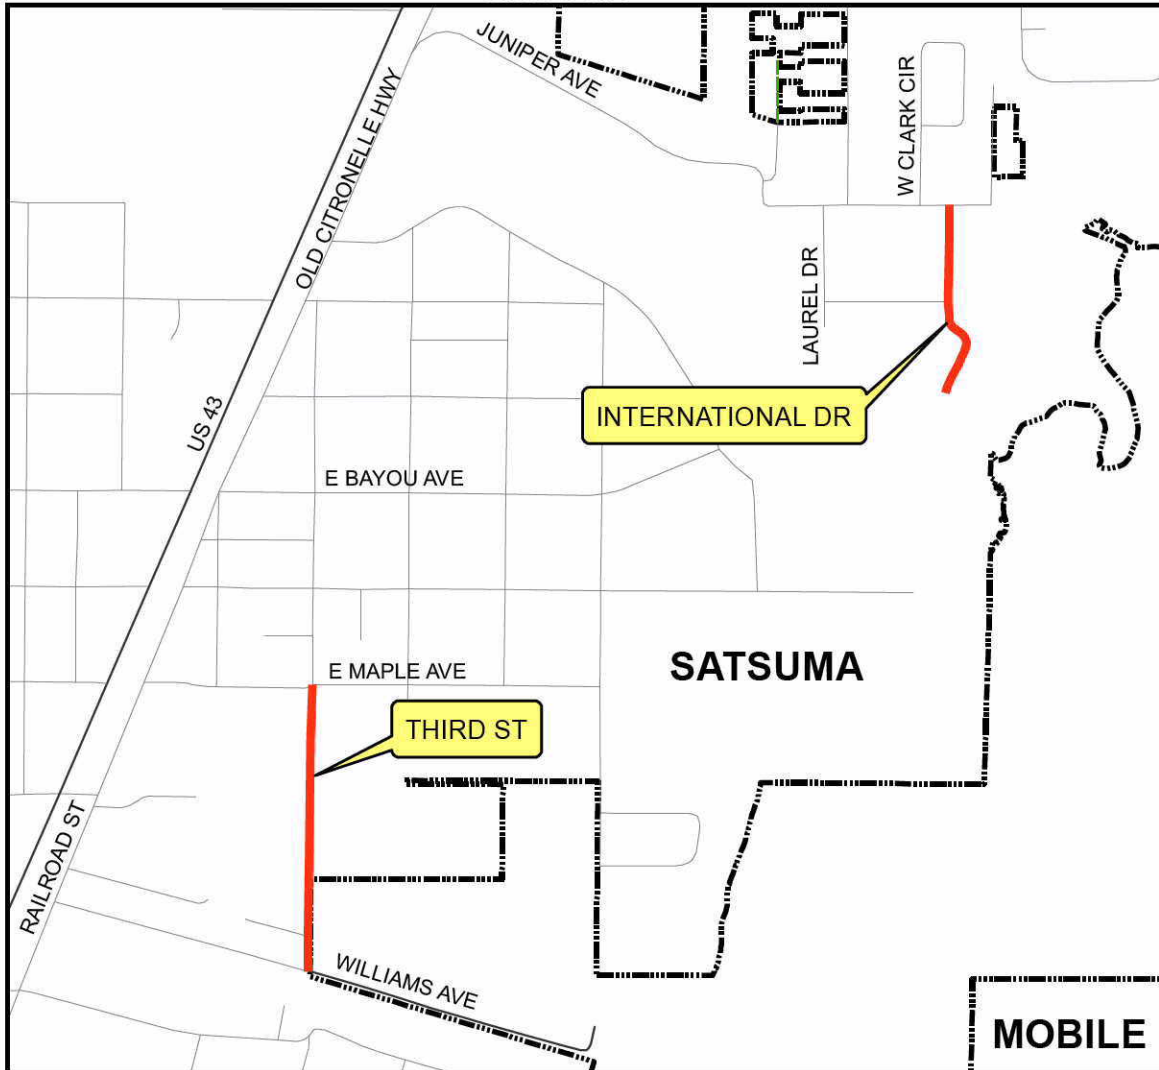 JUNIPER AVE
W CLARK CIR
OLD CITRONELLE HWY
LAUREL DR
INTERNATIONAL DR
US 43
E BAYOU AVE
E MAPLE AVE
SATSUMA
THIRD ST
RAILROAD ST
WILLIAMS AVE
MOBILE